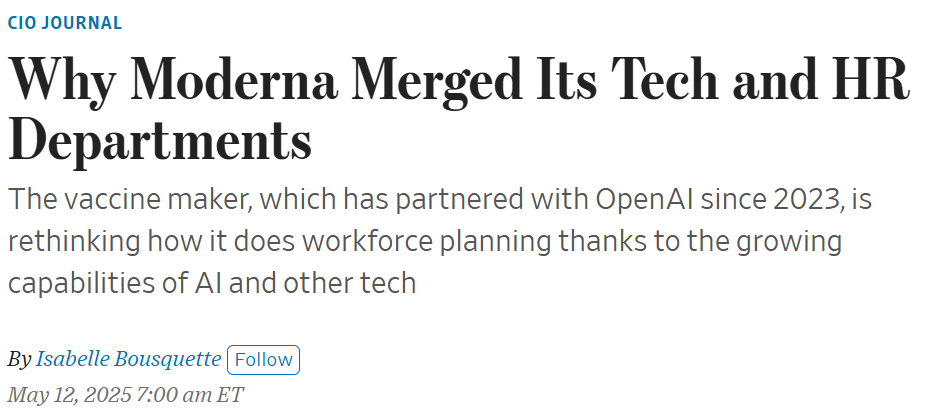 CIO JOURNAL
Why Moderna Merged Its Tech and HR
Departments
The vaccine maker, which has partnered with OpenAI since 2023, is
rethinking how it does workforce planning thanks to the growing
capabilities of AI and other tech
By Isabelle Bousquette Follow
May 12, 2025 7:00 am ET